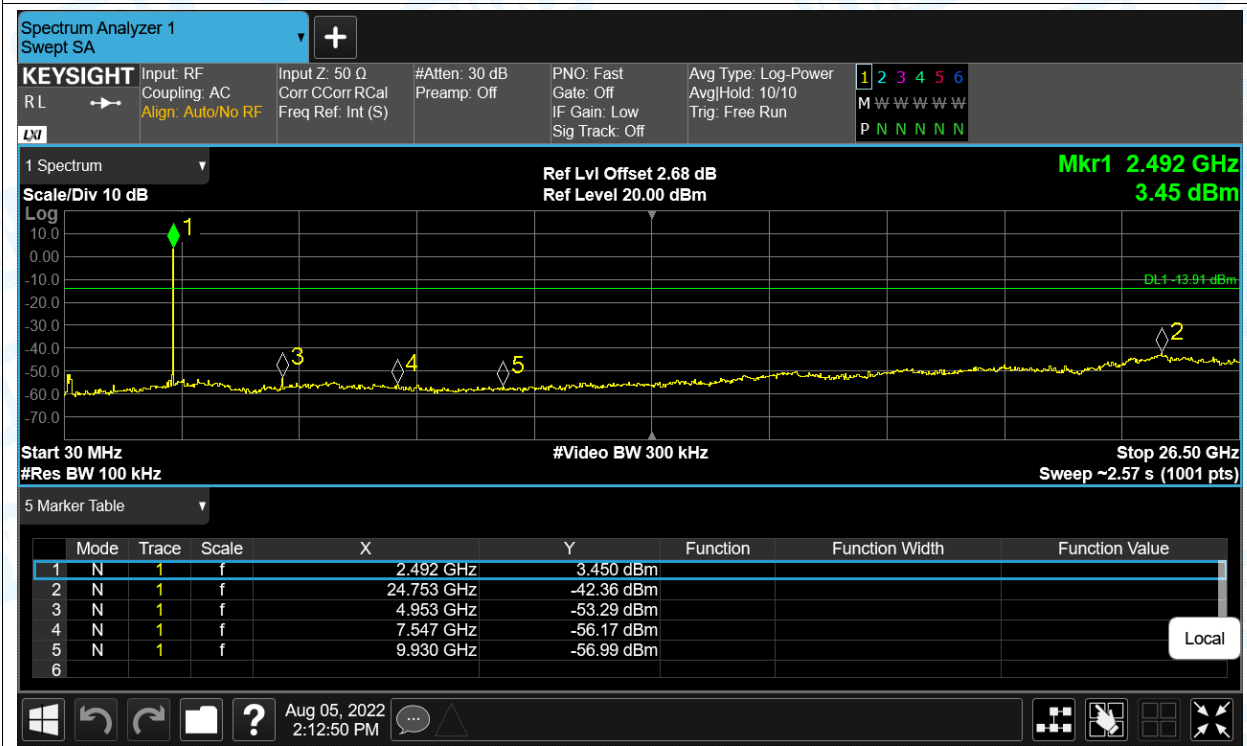 Spectrum Analyzer 1
Swept SA
KEYSIGHT
R L
LXI
Input: RF
Coupling: AC
Align: Auto/No RF
Input Z: 50 Ω
Corr CCorr RCal
Freq Ref: Int (S)
#Atten: 30 dB
Preamp: Off
PNO: Fast
Gate: Off
IF Gain: Low
Sig Track: Off
Avg Type: Log-Power
Avg|Hold: 10/10
Trig: Free Run
1 2 3 4 5 6
M W W W W W W
P N N N N N N
1 Spectrum
Scale/Div 10 dB
Ref Lvl Offset 2.68 dB
Ref Level 20.00 dBm
Mkr1 2.492 GHz
3.45 dBm
Log
10.0
0.00
-10.0
-20.0
-30.0
-40.0
-50.0
-60.0
-70.0
1
DL1 -13.91 dBm
2
3
4
5
Start 30 MHz
#Res BW 100 kHz
#Video BW 300 kHz
Stop 26.50 GHz
Sweep ~2.57 s (1001 pts)
5 Marker Table
Mode Trace Scale X Y Function Function Width Function Value
1 N 1 f 2.492 GHz 3.450 dBm
2 N 1 f 24.753 GHz -42.36 dBm
3 N 1 f 4.953 GHz -53.29 dBm
4 N 1 f 7.547 GHz -56.17 dBm
5 N 1 f 9.930 GHz -56.99 dBm
6
Local
?
Aug 05, 2022
2:12:50 PM